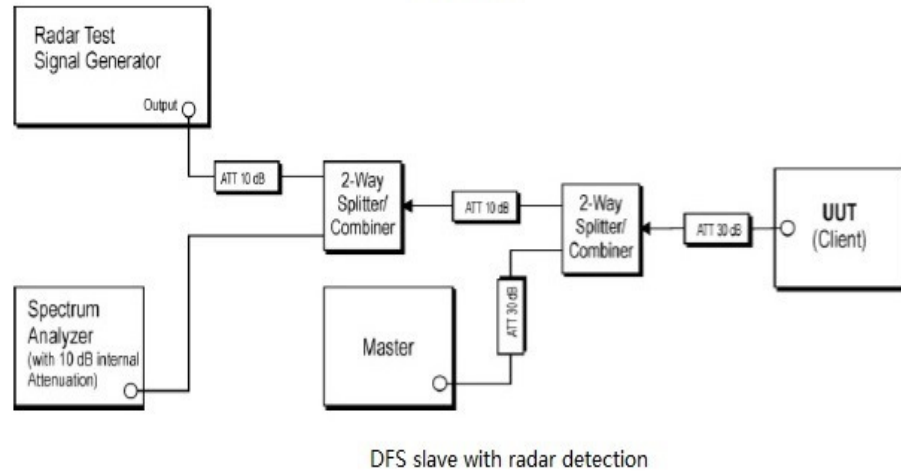 Radar Test
Signal Generator
Output
ATT 10 dB
2-Way
Splitter/
Combiner
ATT 10 dB
2-Way
Splitter/
Combiner
ATT 30 dB
UUT
(Client)
Spectrum
Analyzer
(with 10 dB internal
Attenuation)
Master
ATT 30 dB
DFS slave with radar detection